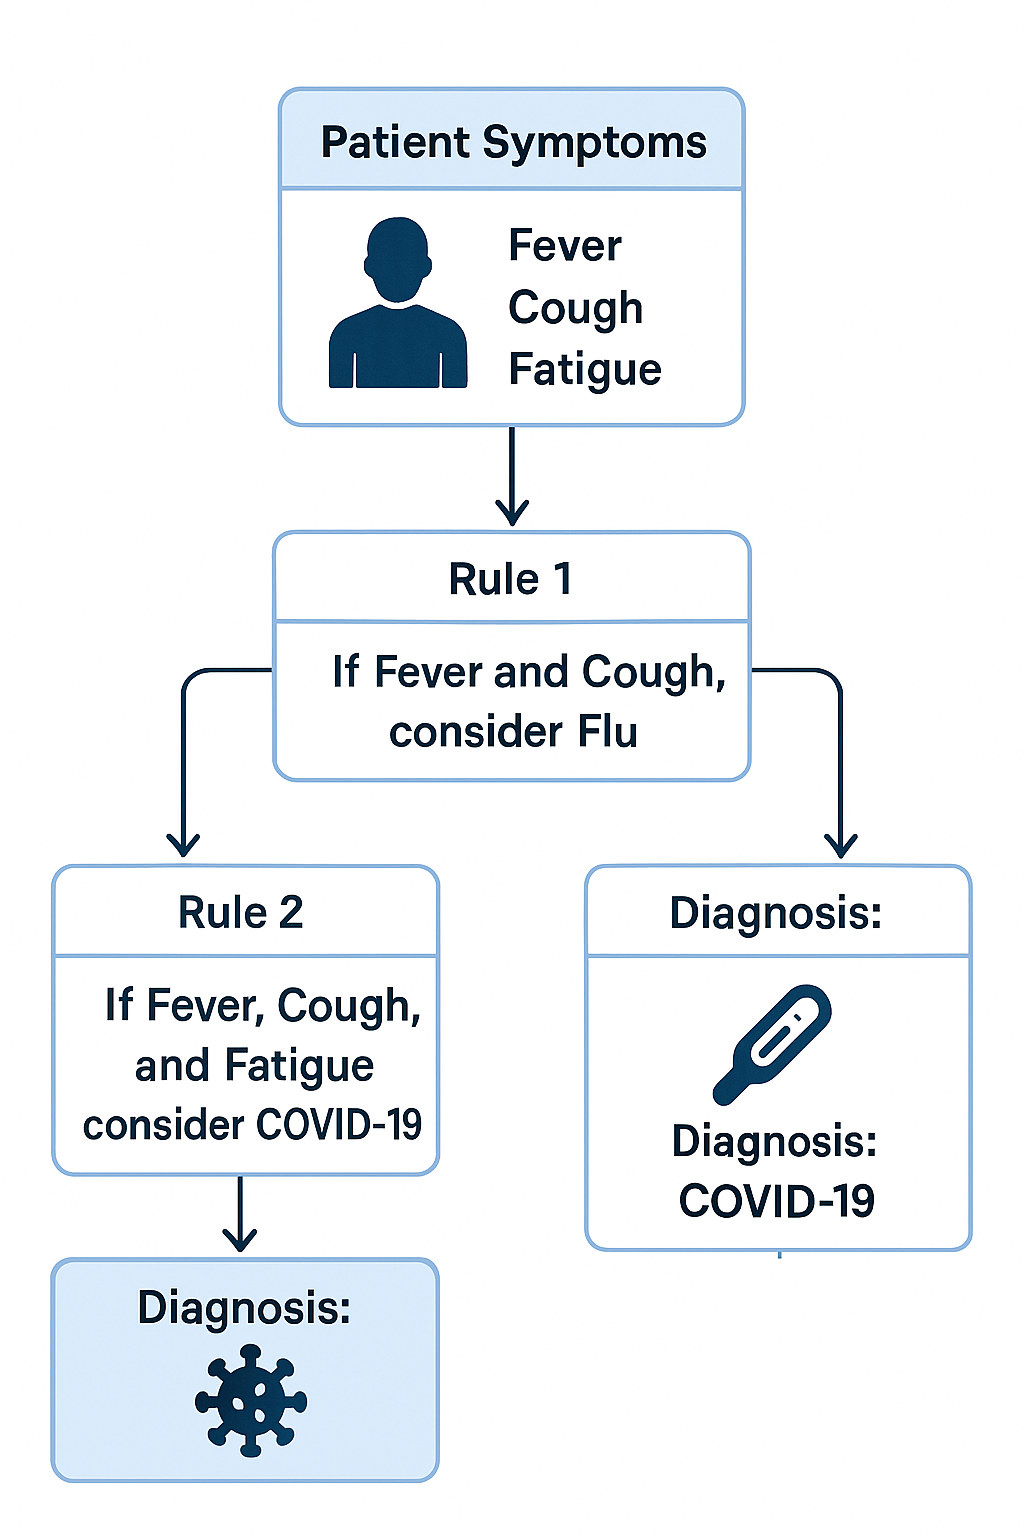 Patient Symptoms
Fever
Cough
Fatigue
Rule 1
If Fever and Cough,
consider Flu
Rule 2
If Fever, Cough,
and Fatigue
consider COVID-19
Diagnosis:
Diagnosis:
Diagnosis:
COVID-19